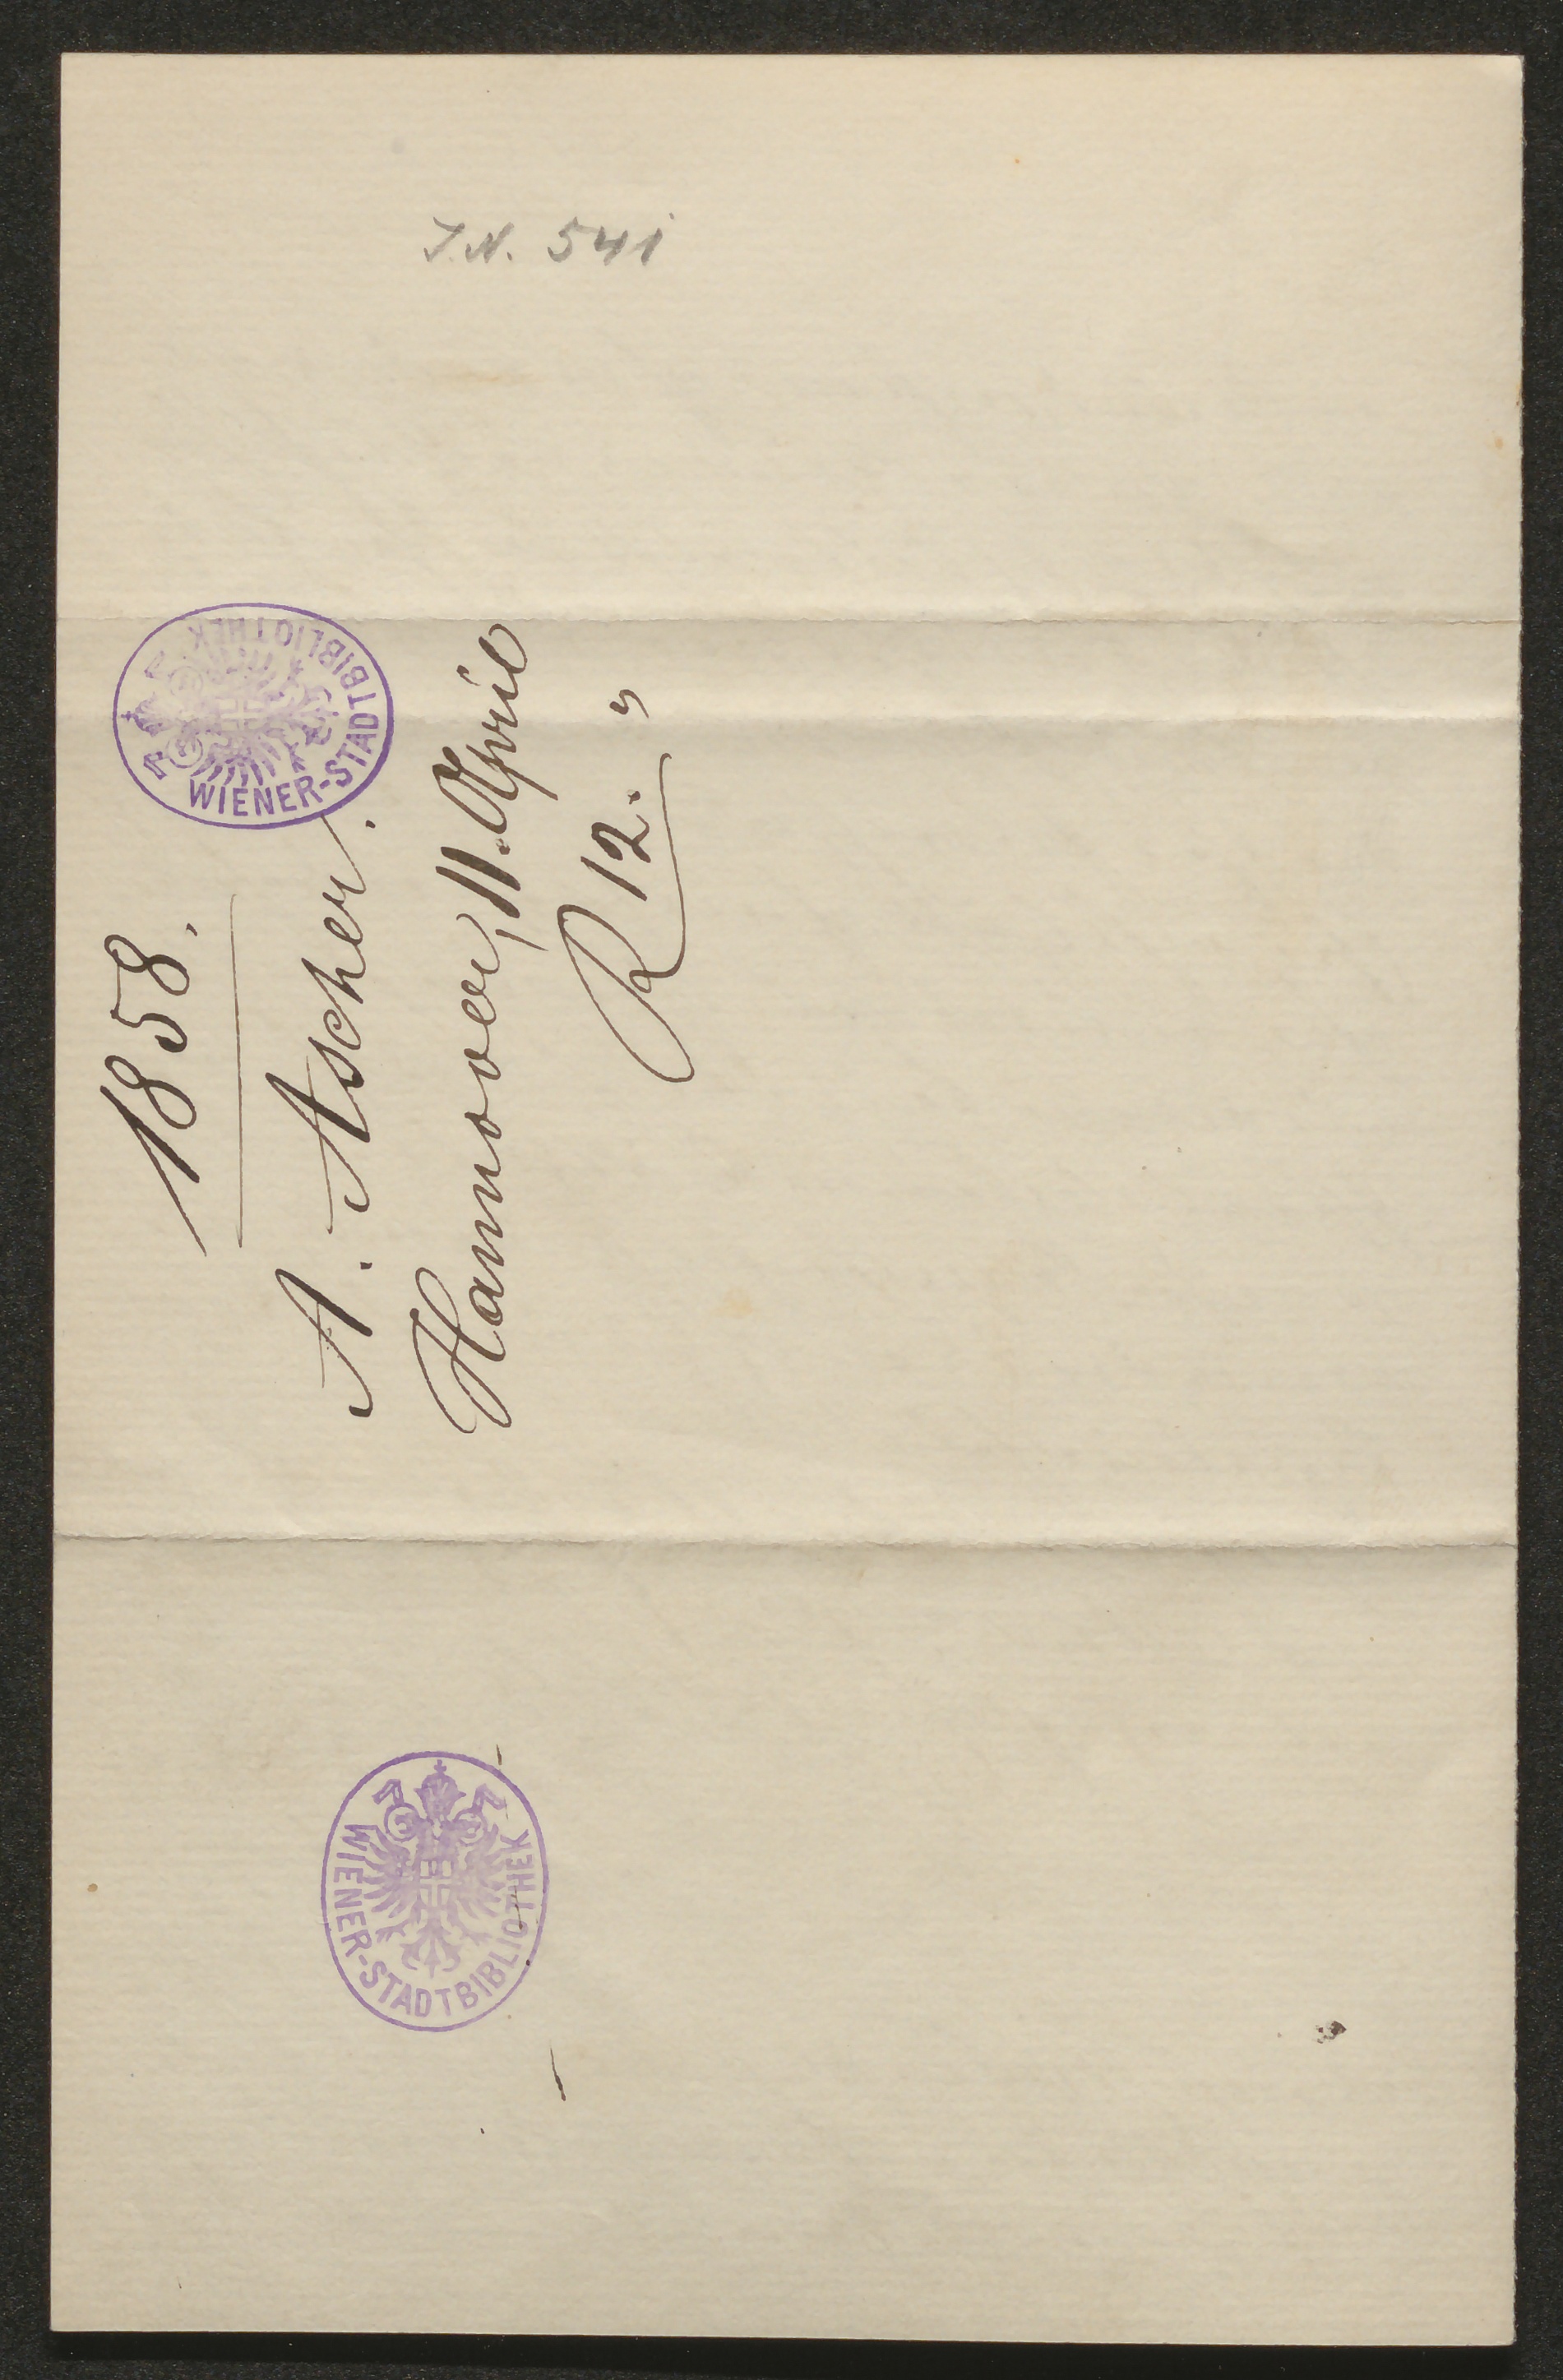 I.N. 541
1858.
A. Ascher.
Hannover, 11. April
R 12. "
WIENER-STADTBIBLIOTHEK
WIENER-STADTBIBLIOTHEK